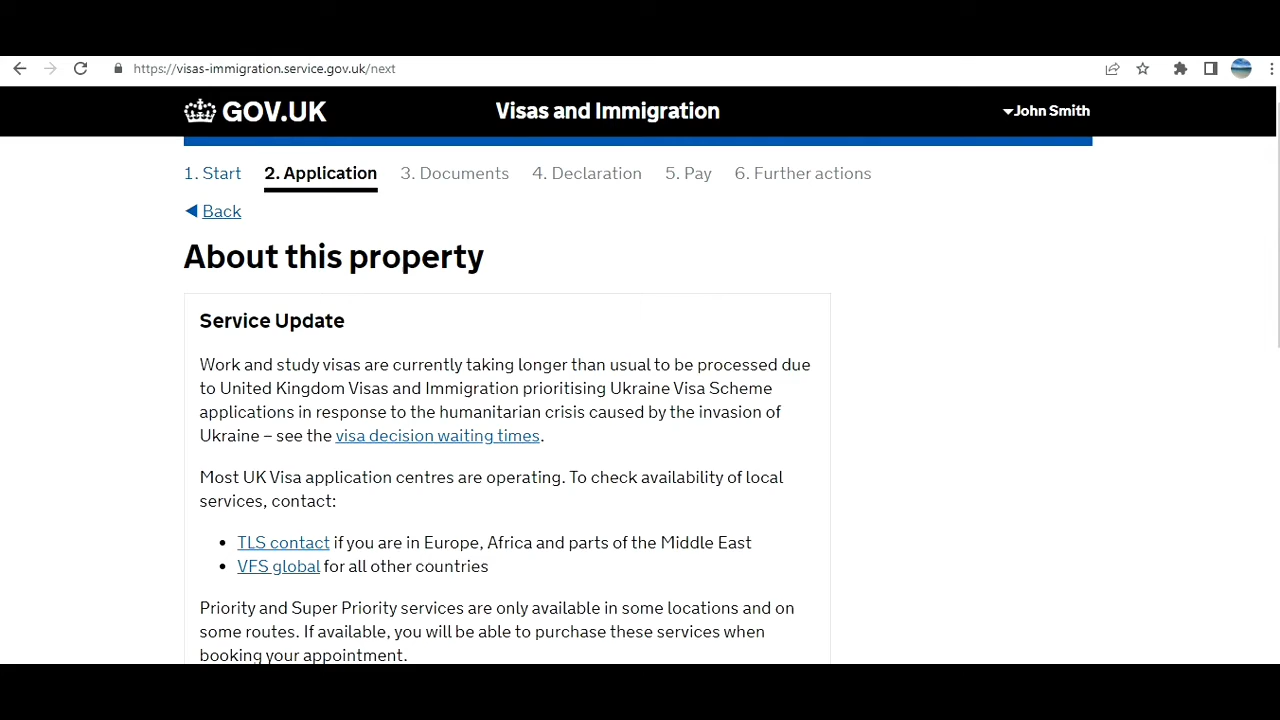 https://visas-immigration.service.gov.uk/next
GOV.UK
Visas and Immigration
John Smith
1. Start 2. Application 3. Documents 4. Declaration 5. Pay 6. Further actions
Back
About this property
Service Update
Work and study visas are currently taking longer than usual to be processed due
to United Kingdom Visas and Immigration prioritising Ukraine Visa Scheme
applications in response to the humanitarian crisis caused by the invasion of
Ukraine – see the visa decision waiting times.
Most UK Visa application centres are operating. To check availability of local
services, contact:
• TLS contact if you are in Europe, Africa and parts of the Middle East
• VFS global for all other countries
Priority and Super Priority services are only available in some locations and on
some routes. If available, you will be able to purchase these services when
booking your appointment.